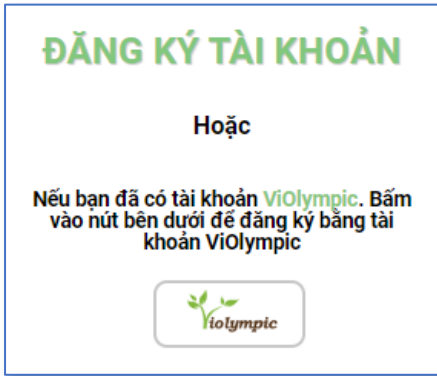 ĐĂNG KÝ TÀI KHOẢN
Hoặc
Nếu bạn đã có tài khoản ViOlympic. Bấm
vào nút bên dưới để đăng ký bằng tài
khoản ViOlympic
Violympic